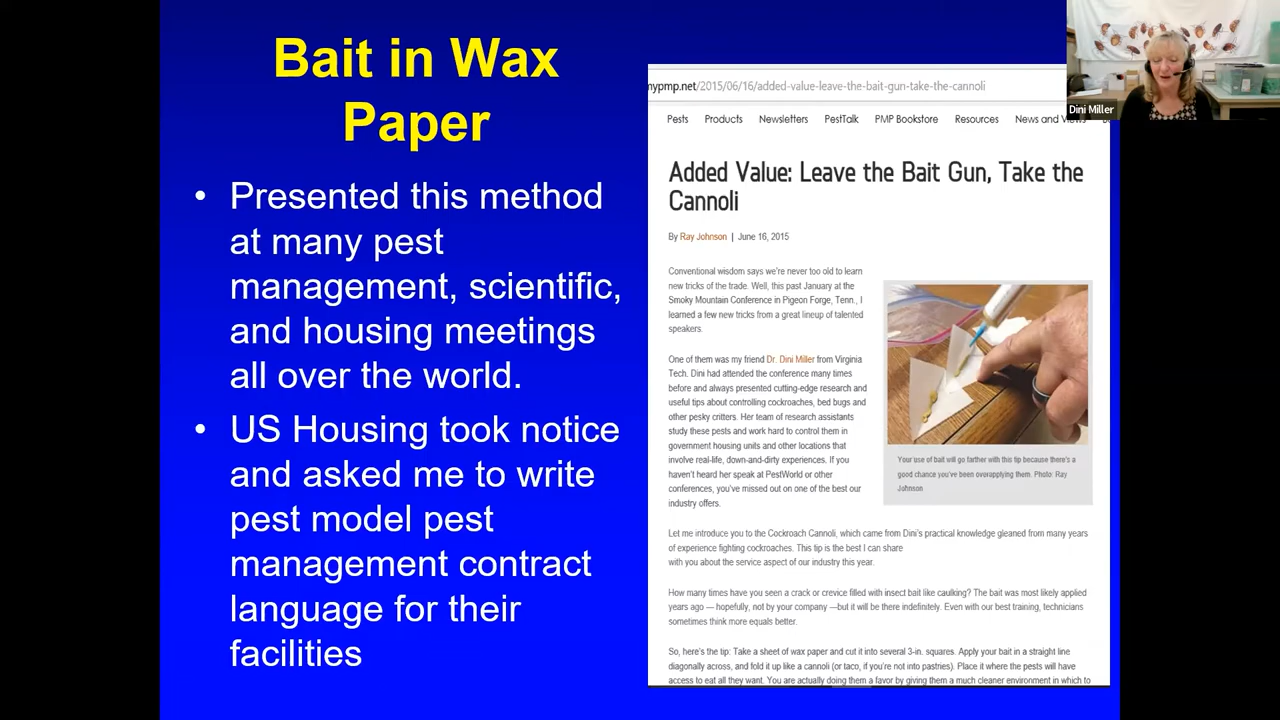 Bait in Wax
Paper
• Presented this method
at many pest
management, scientific,
and housing meetings
all over the world.
• US Housing took notice
and asked me to write
pest model pest
management contract
language for their
facilities
mypmp.net/2015/06/16/added-value-leave-the-bait-gun-take-the-cannoli
Pests Products Newsletters PestTalk PMP Bookstore Resources News and Views
Added Value: Leave the Bait Gun, Take the
Cannoli
By Ray Johnson | June 16, 2015
Conventional wisdom says we're never too old to learn
new tricks of the trade. Well, this past January at the
Smoky Mountain Conference in Pigeon Forge, Tenn., I
learned a few new tricks from a great lineup of talented
speakers.
One of them was my friend Dr. Dini Miller from Virginia
Tech. Dini had attended the conference many times
before and always presented cutting-edge research and
useful tips about controlling cockroaches, bed bugs and
other pesky critters. Her team of research assistants
study these pests and work hard to control them in
government housing units and other locations that
involve real-life, down-and-dirty experiences. If you
haven't heard her speak at PestWorld or other
conferences, you've missed out on one of the best our
industry offers.
Your use of bait will go farther with this tip because there's a
good chance you've been overapplying them. Photo: Ray
Johnson
Let me introduce you to the Cockroach Cannoli, which came from Dini's practical knowledge gleaned from many years
of experience fighting cockroaches. This tip is the best I can share
with you about the service aspect of our industry this year.
How many times have you seen a crack or crevice filled with insect bait like caulking? The bait was most likely applied
years ago — hopefully, not by your company —but it will be there indefinitely. Even with our best training, technicians
sometimes think more equals better.
So, here's the tip: Take a sheet of wax paper and cut it into several 3-in. squares. Apply your bait in a straight line
diagonally across, and fold it up like a cannoli (or taco, if you're not into pastries). Place it where the pests will have
access to eat all they want. You are actually doing them a favor by giving them a much cleaner environment in which to
Dini Miller